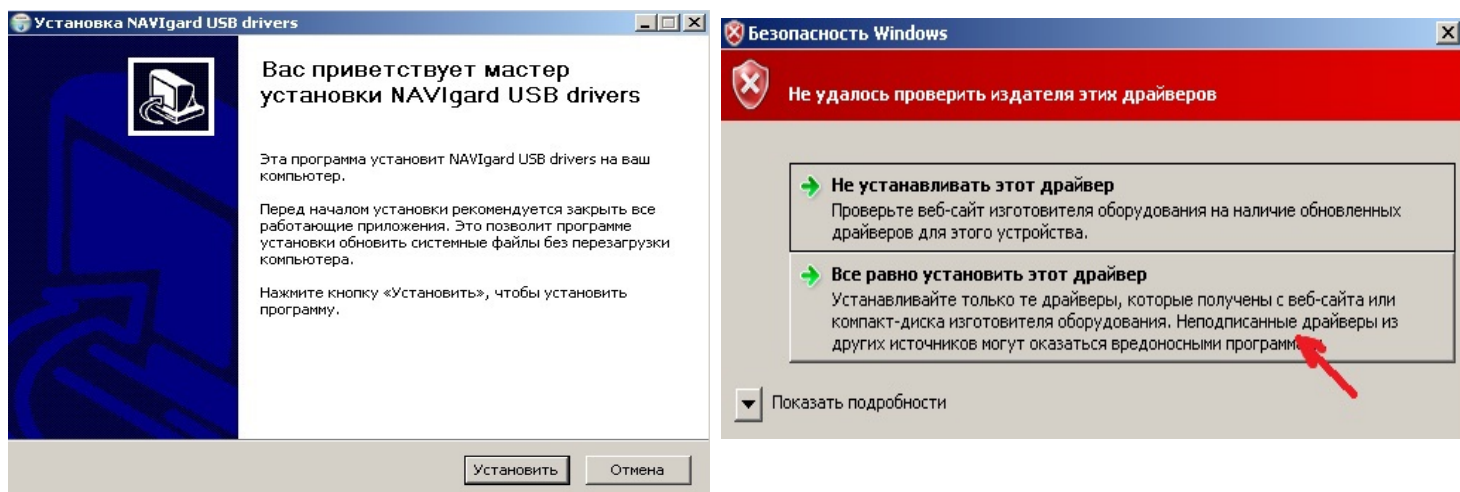 Установка NAVIgard USB drivers
Вас приветствует мастер
установки NAVIgard USB drivers
Эта программа установит NAVIgard USB drivers на ваш
компьютер.
Перед началом установки рекомендуется закрыть все
работающие приложения. Это позволит программе
установки обновить системные файлы без перезагрузки
компьютера.
Нажмите кнопку «Установить», чтобы установить
программу.
Установить
Отмена
Безопасность Windows
Не удалось проверить издателя этих драйверов
Не устанавливать этот драйвер
Проверьте веб-сайт изготовителя оборудования на наличие обновленных
драйверов для этого устройства.
Все равно установить этот драйвер
Устанавливайте только те драйверы, которые получены с веб-сайта или
компакт-диска изготовителя оборудования. Неподписанные драйверы из
других источников могут оказаться вредоносными
Показать подробности